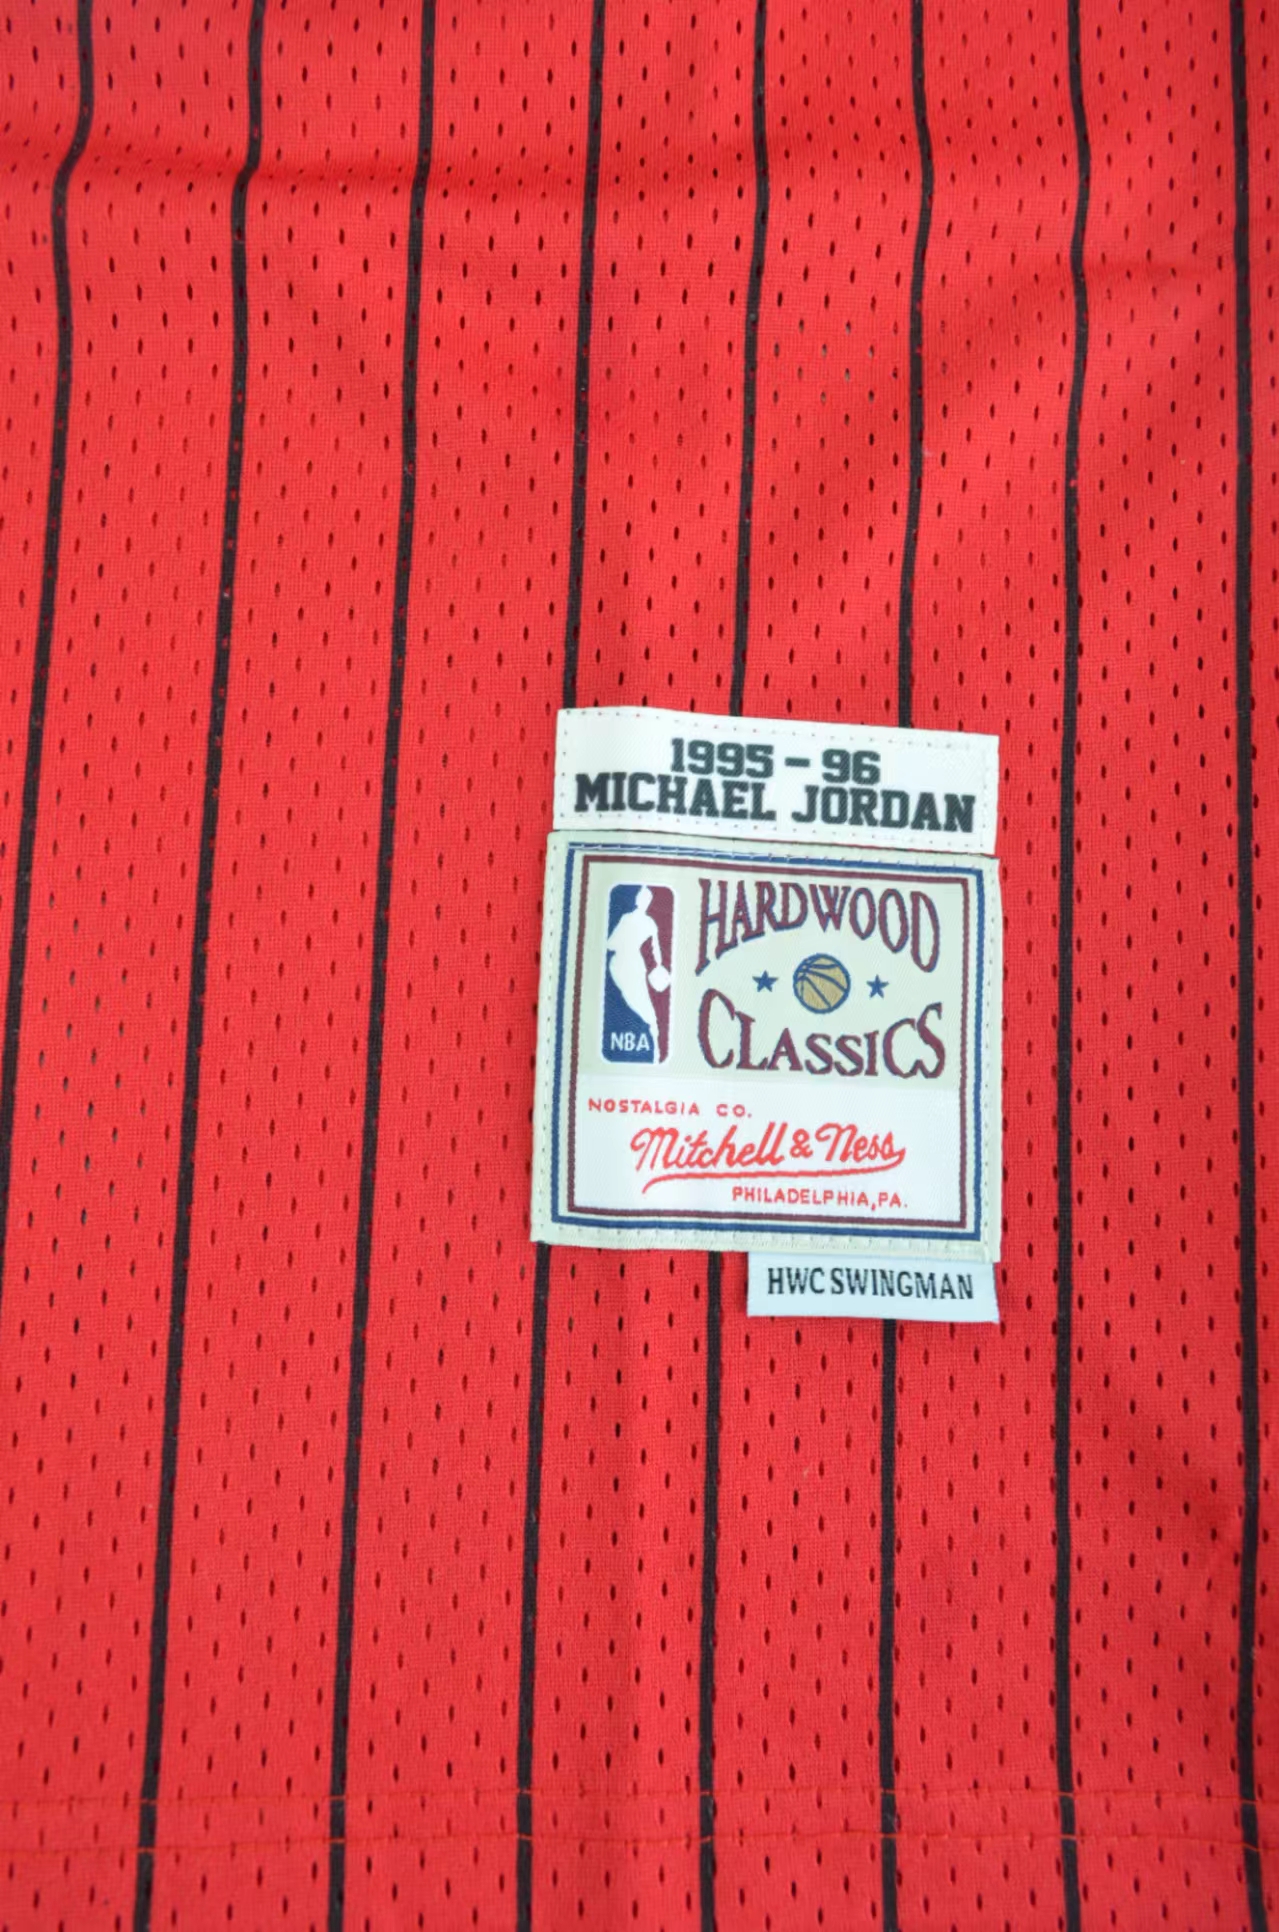 1995 - 96
MICHAEL JORDAN
HARDWOOD
CLASSICS
NBA
NOSTALGIA CO.
Mitchell & Ness
PHILADELPHIA, PA.
HWC SWINGMAN